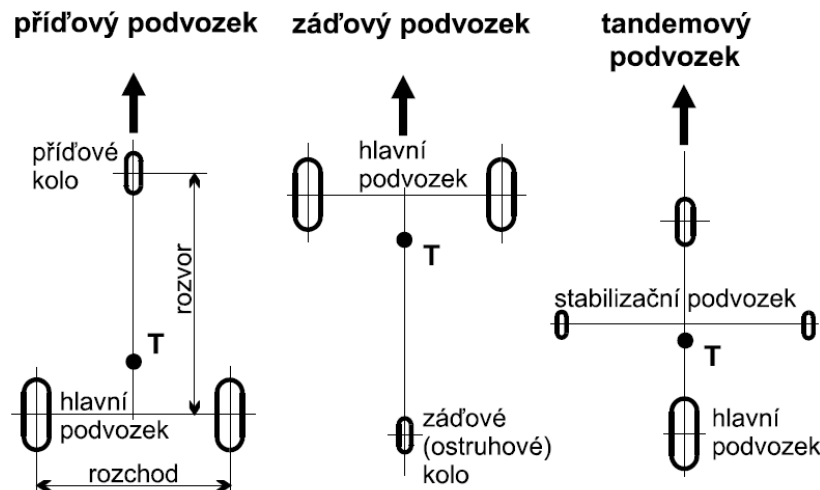 příďový podvozek
příďové
kolo
rozvor
T
hlavní
podvozek
rozchod
záďový podvozek
hlavní
podvozek
T
záďové
(ostruhové)
kolo
tandemový
podvozek
stabilizační podvozek
T
hlavní
podvozek